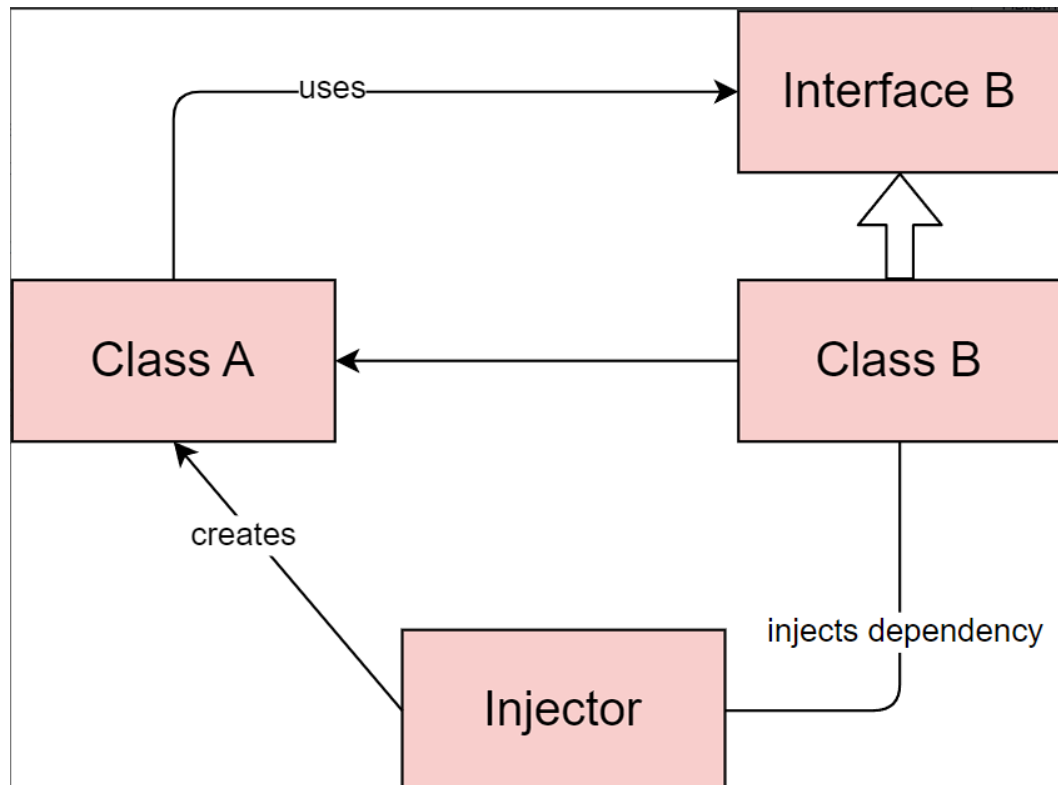 uses
Interface B
Class A
Class B
creates
injects dependency
Injector